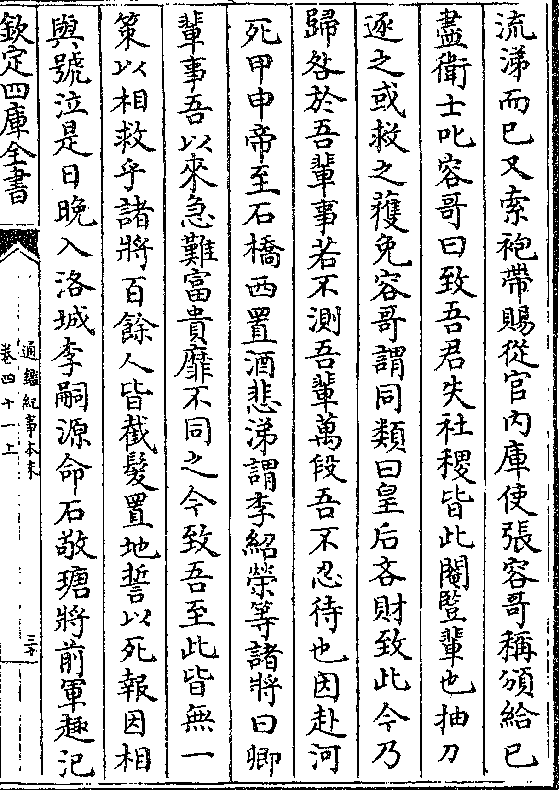 流涕而已又索袍帶賜從官内庫使張容哥稱頒給已
盡衛士叱容哥曰致吾君失社稷皆此閹豎輩也抽刀
逐之或救之獲免容哥謂同類曰皇后吝財致此今乃
歸咎於吾輩事若不測吾輩萬段吾不忍待也因赴河
死甲申帝至石橋西置酒悲涕謂李紹榮等諸將曰卿
輩事吾以來急難富貴靡不同之今致吾至此皆無一
策以相救乎諸將百餘人皆截髮置地誓以死報因相
與號泣是日晚入洛城李嗣源命石敬瑭將前軍趣汜
欽定四庫全書
通鑑紀事本末
卷四十一上
三十